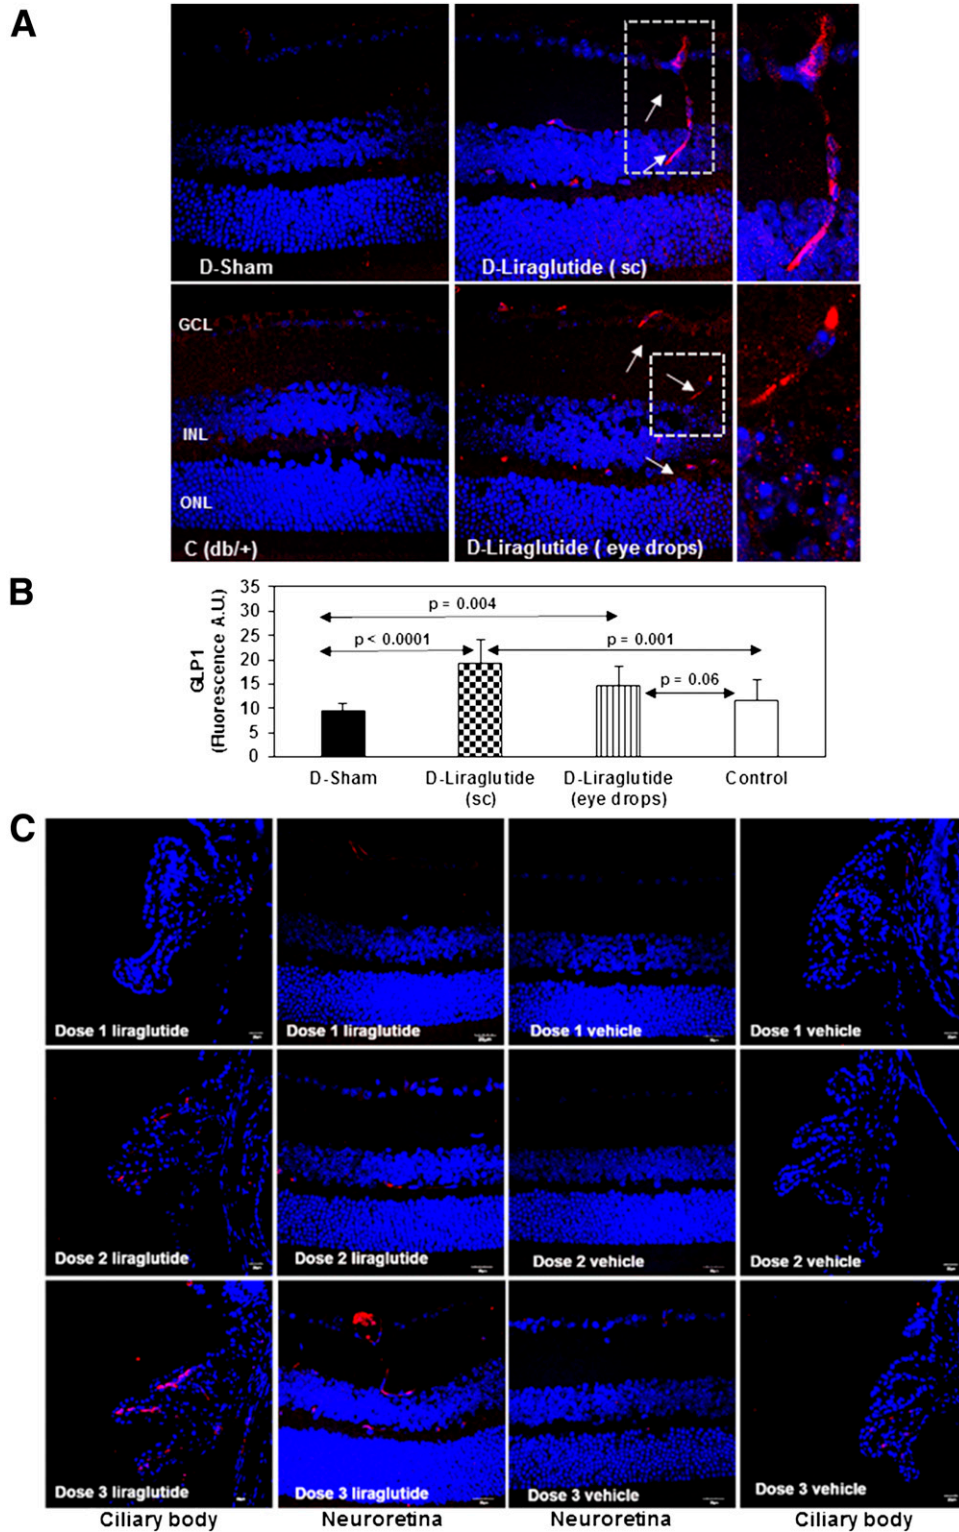 A
D-Sham
D-Liraglutide ( sc)
GCL
INL
ONL
C (db/+)
D-Liraglutide ( eye drops)
B
GLP1
(Fluorescence A.U.)
35
30
25
20
15
10
5
0
p = 0.004
p < 0.0001
p = 0.001
p = 0.06
D-Sham
D-Liraglutide
(sc)
D-Liraglutide
(eye drops)
Control
C
Dose 1 liraglutide
Dose 1 liraglutide
Dose 1 vehicle
Dose 1 vehicle
Dose 2 liraglutide
Dose 2 liraglutide
Dose 2 vehicle
Dose 2 vehicle
Dose 3 liraglutide
Dose 3 liraglutide
Dose 3 vehicle
Dose 3 vehicle
Ciliary body
Neuroretina
Neuroretina
Ciliary body